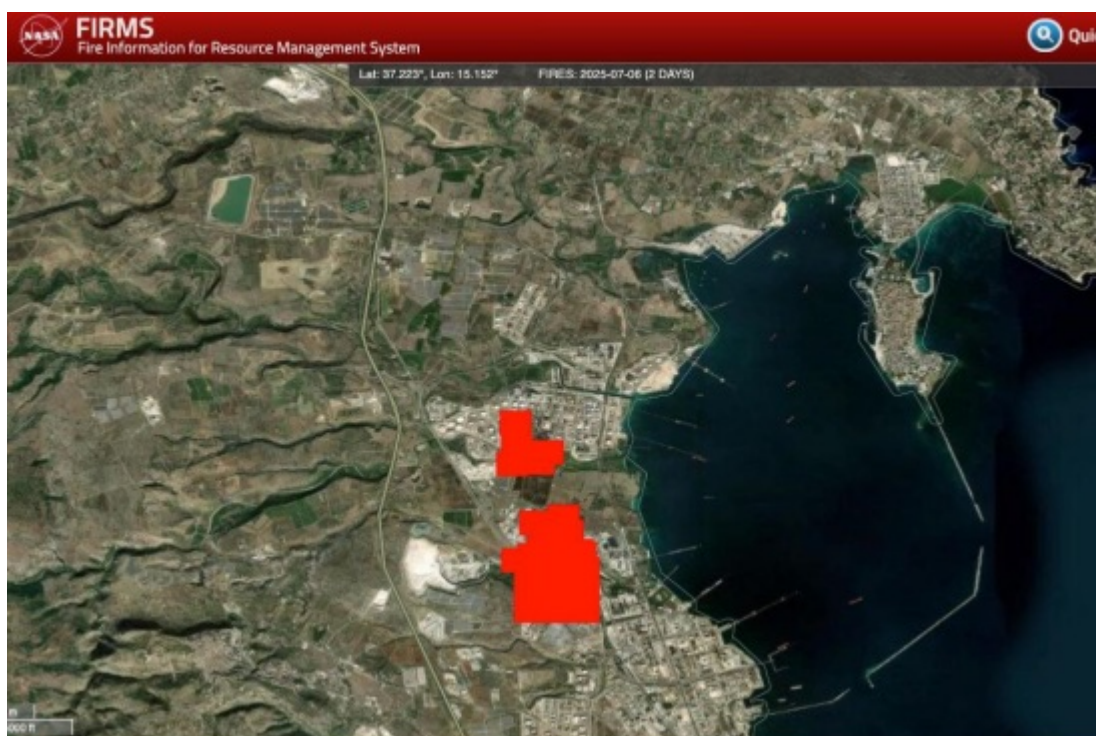 NASA
FIRMS
Fire Information for Resource Management System
Lat: 37.223°, Lon: 15.152° FIRES: 2025-07-06 (2 DAYS)